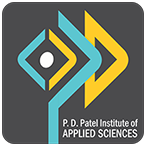 P. D. Patel Institute of
APPLIED SCIENCES